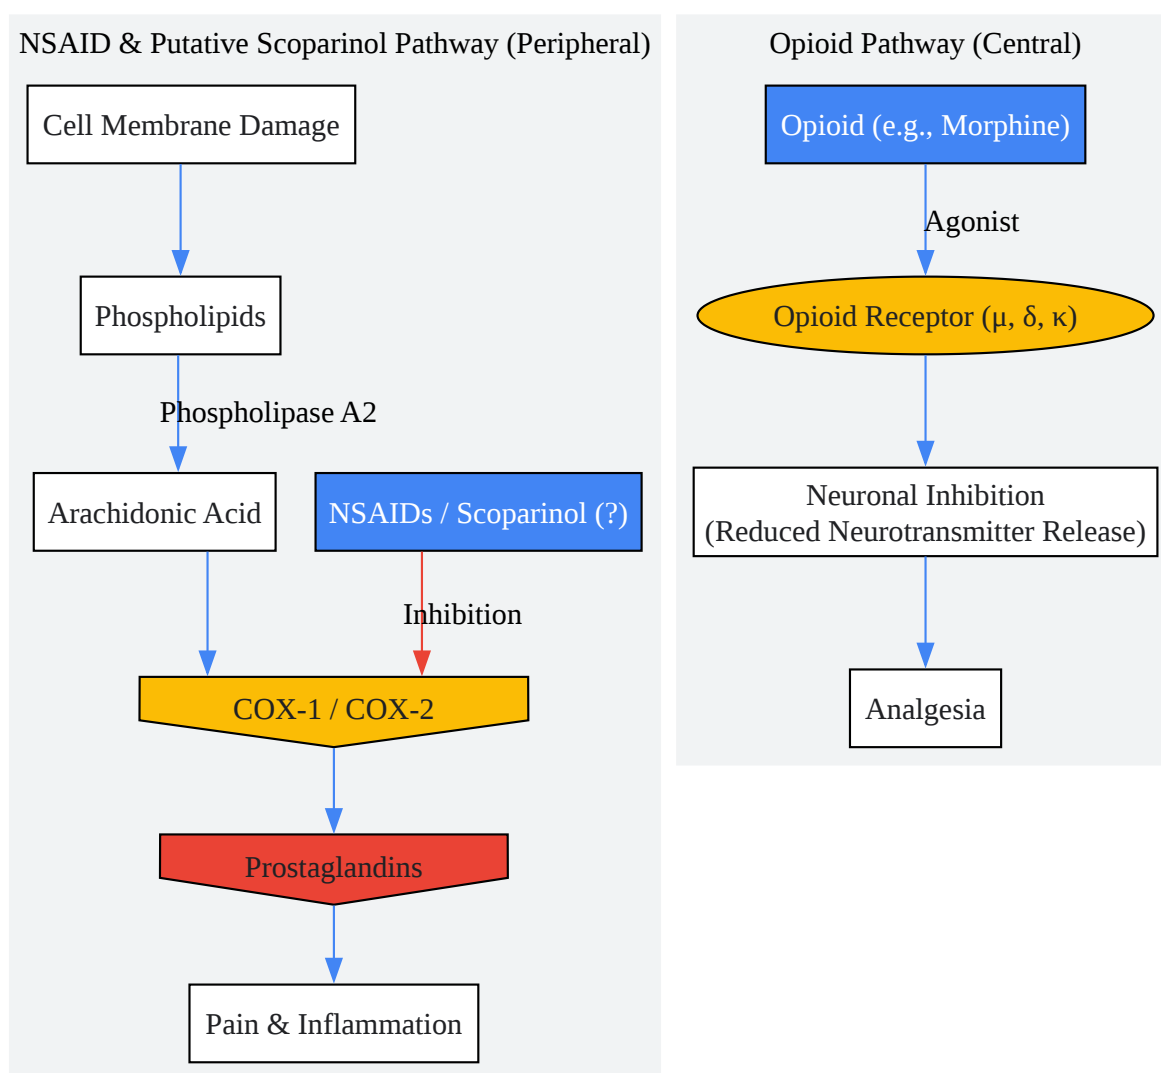 NSAID & Putative Scoparinol Pathway (Peripheral)
Cell Membrane Damage
Phospholipids
Phospholipase A2
Arachidonic Acid
NSAIDs / Scoparinol (?)
Inhibition
COX-1 / COX-2
Prostaglandins
Pain & Inflammation
Opioid Pathway (Central)
Opioid (e.g., Morphine)
Agonist
Opioid Receptor (μ, δ, κ)
Neuronal Inhibition
(Reduced Neurotransmitter Release)
Analgesia